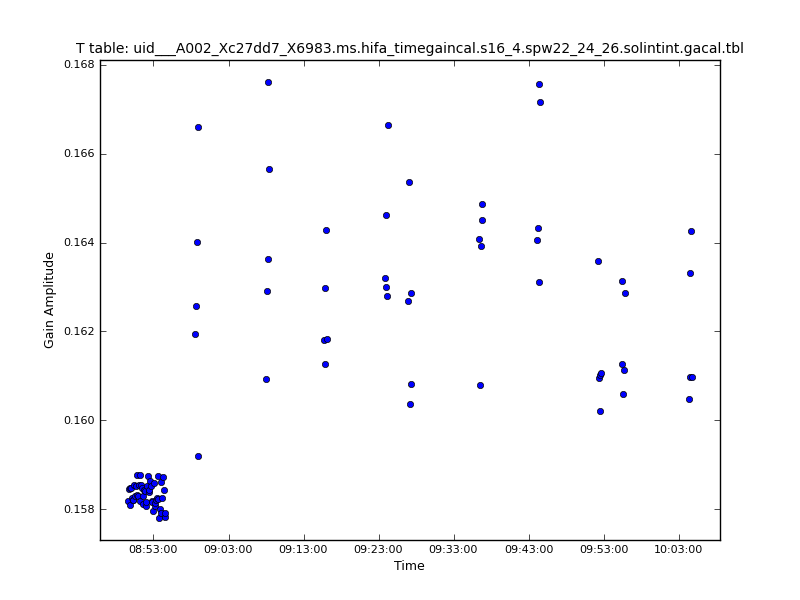 T table: uid___A002_Xc27dd7_X6983.ms.hifa_timegaincal.s16_4.spw22_24_26.solintint.gacal.tbl
0.168
0.166
0.164
0.162
0.160
0.158
Gain Amplitude
08:53:00 09:03:00 09:13:00 09:23:00 09:33:00 09:43:00 09:53:00 10:03:00
Time